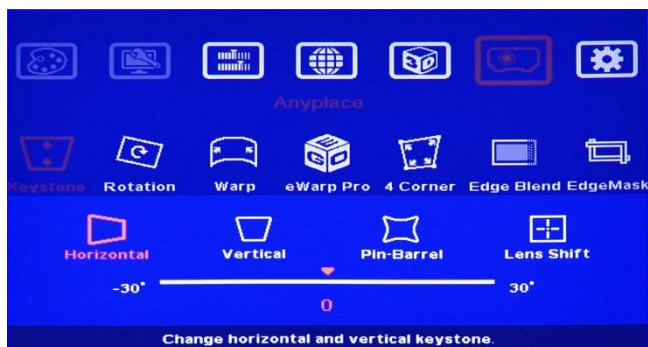 3D
Anyplace
Keystone Rotation Warp eWarp Pro 4 Corner Edge Blend EdgeMask
Horizontal Vertical Pin-Barrel Lens Shift
-30° 30°
0
Change horizontal and vertical keystone.